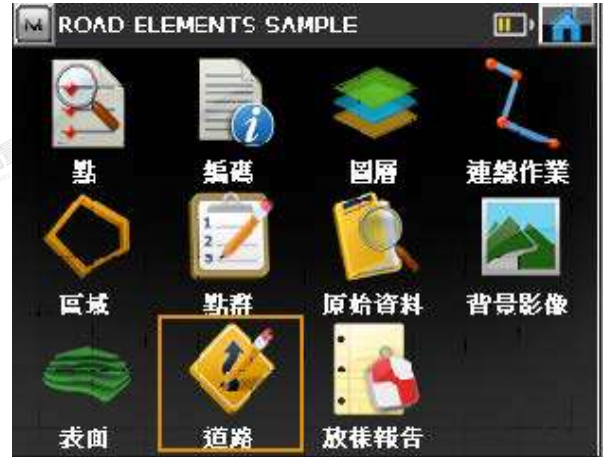 ROAD ELEMENTS SAMPLE
點 編碼 圖層 連線作業
區域 點群 原始資料 背景影像
表面 道路 放樣報告